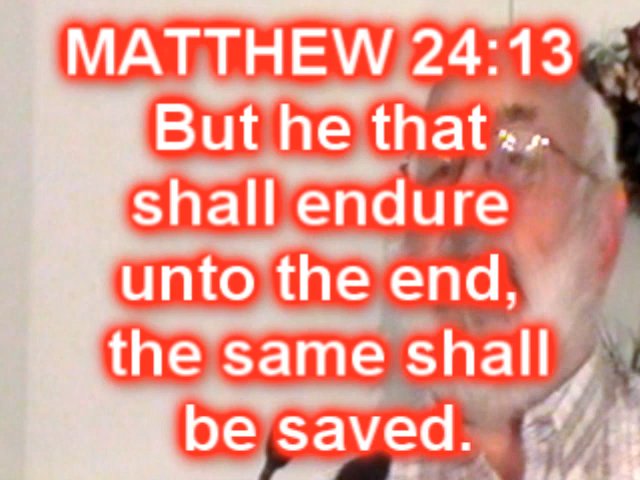 MATTHEW 24:13
But he that
shall endure
unto the end,
the same shall
be saved.